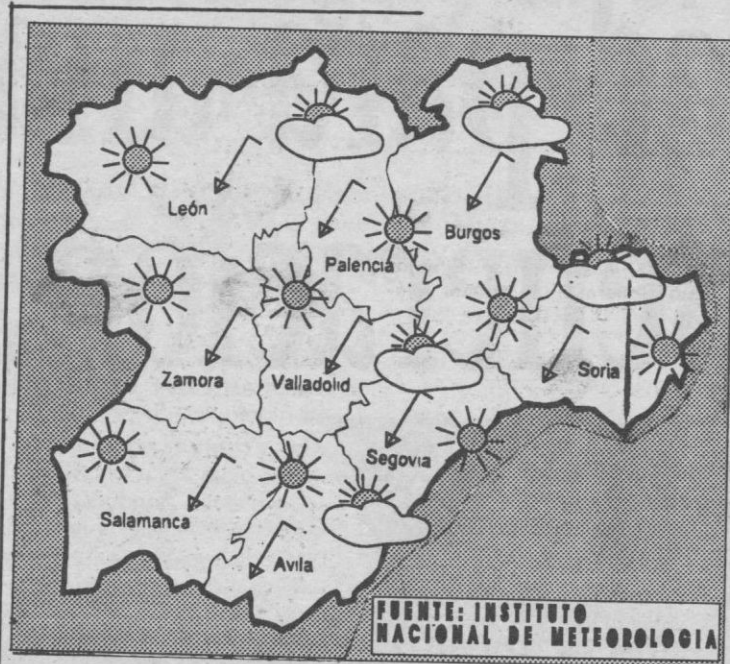 León
Burgos
Palencia
Zamora
Valladolid
Soria
Segovia
Salamanca
Avila
FUENTE: INSTITUTO
NACIONAL DE METEOROLOGIA